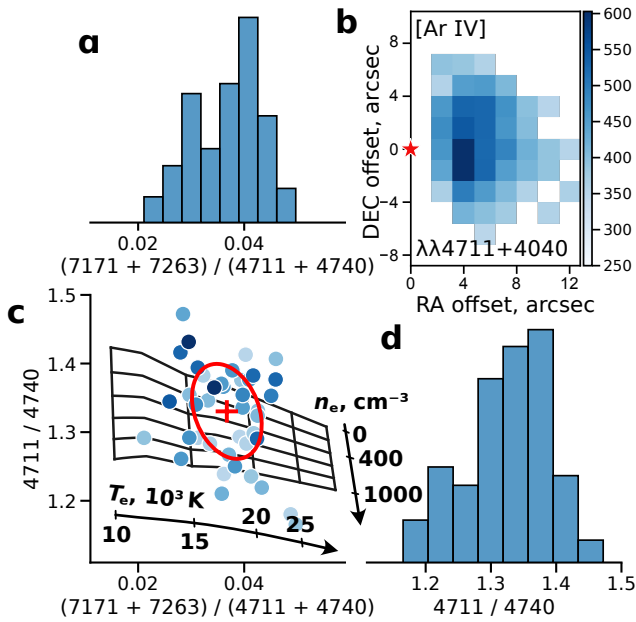 a
0.02 0.04
(7171 + 7263) / (4711 + 4740)
b
[Ar IV]
8
4
0
−4
−8
DEC offset, arcsec
λλ4711+4040
0 4 8 12
RA offset, arcsec
600
550
500
450
400
350
300
250
c
1.5
1.4
1.3
1.2
4711 / 4740
Tₑ, 10³ K
10 15 20 25
nₑ, cm⁻³
0
400
1000
0.02 0.04
(7171 + 7263) / (4711 + 4740)
d
1.2 1.3 1.4 1.5
4711 / 4740